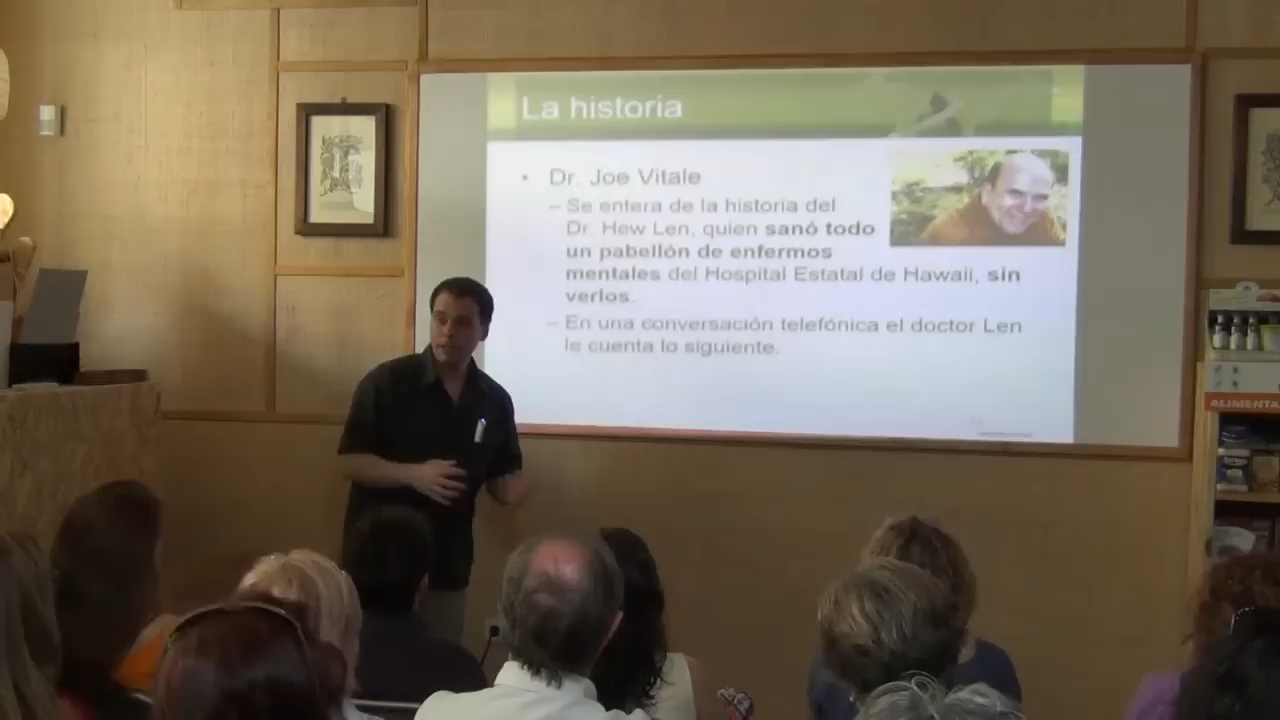 La historia
• Dr. Joe Vitale
– Se entera de la historia del
Dr. Hew Len, quien sanó todo
un pabellón de enfermos
mentales del Hospital Estatal de Hawaii, sin
verlos.
– En una conversación telefónica el doctor Len
le cuenta lo siguiente.
ALIMENTA